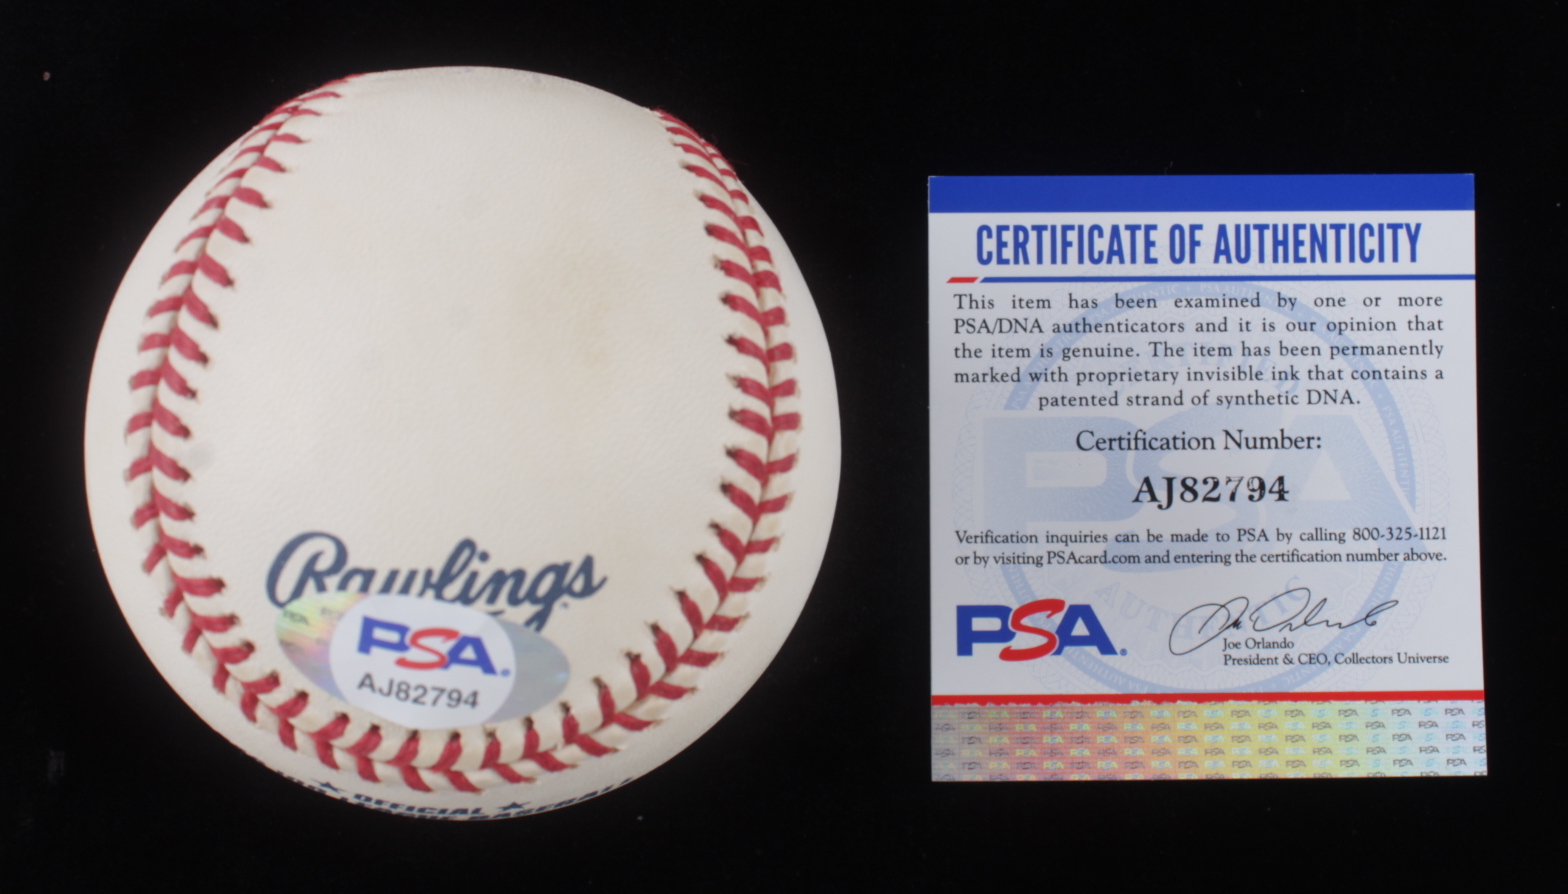 Rawlings
PSA
AJ82794
OFFICIAL
CERTIFICATE OF AUTHENTICITY
This item has been examined by one or more
PSA/DNA authenticators and it is our opinion that
the item is genuine. The item has been permanently
marked with proprietary invisible ink that contains a
patented strand of synthetic DNA.
Certification Number:
AJ82794
Verification inquiries can be made to PSA by calling 800-325-1121
or by visiting PSAcard.com and entering the certification number above.
PSA
Joe Orlando
President & CEO, Collectors Universe